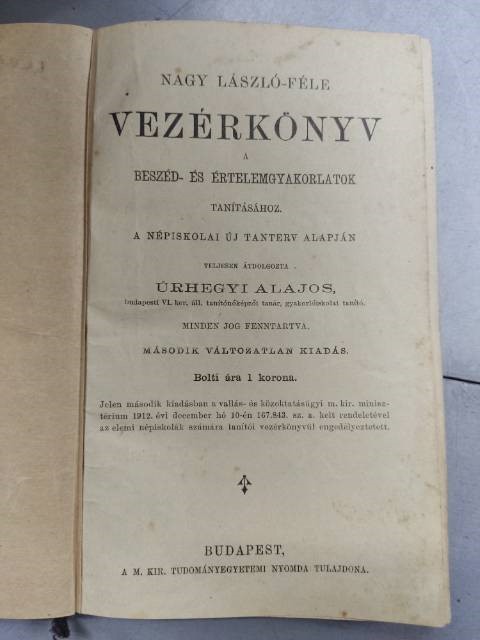 NAGY LÁSZLÓ-FÉLE
VEZÉRKÖNYV
A
BESZÉD- ÉS ÉRTELEMGYAKORLATOK
TANÍTÁSÁHOZ.
A NÉPISKOLAI ÚJ TANTERV ALAPJÁN
TELJESEN ÁTDOLGOZTA
ŰRHEGYI ALAJOS,
budapesti VI. ker. áll. tanítónőképzői tanár, gyakorlóiskolai tanító.
MINDEN JOG FENNTARTVA.
MÁSODIK VÁLTOZATLAN KIADÁS.
Bolti ára 1 korona.
Jelen második kiadásban a vallás- és közoktatásügyi m. kir. minisz-
térium 1912. évi december hó 10-én 167.843. sz. a. kelt rendeletével
az elemi népiskolák számára tanítói vezérkönyvül engedélyeztetett.
BUDAPEST,
A M. KIR. TUDOMÁNYEGYETEMI NYOMDA TULAJDONA.